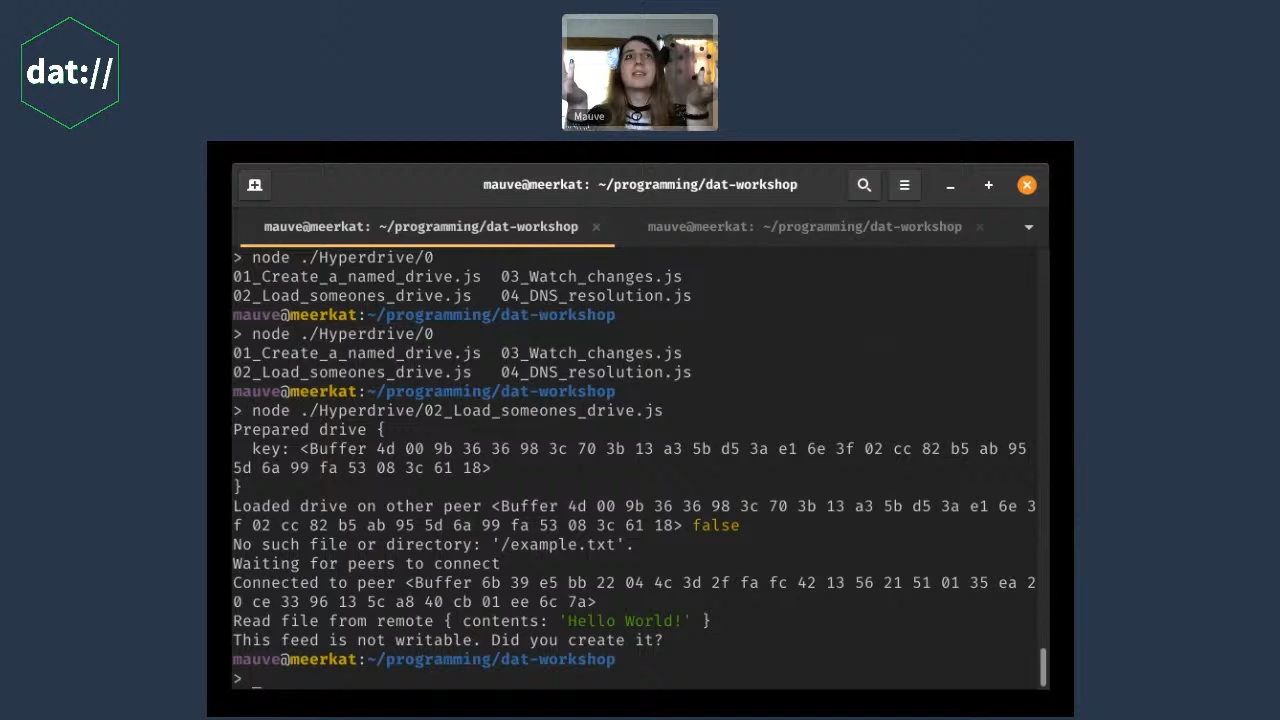 dat://
Mauve
mauve@meerkat: ~/programming/dat-workshop
mauve@meerkat: ~/programming/dat-workshop × mauve@meerkat: ~/programming/dat-workshop ×
> node ./Hyperdrive/0
01_Create_a_named_drive.js 03_Watch_changes.js
02_Load_someones_drive.js 04_DNS_resolution.js
mauve@meerkat:~/programming/dat-workshop
> node ./Hyperdrive/0
01_Create_a_named_drive.js 03_Watch_changes.js
02_Load_someones_drive.js 04_DNS_resolution.js
mauve@meerkat:~/programming/dat-workshop
> node ./Hyperdrive/02_Load_someones_drive.js
Prepared drive {
key: <Buffer 4d 00 9b 36 36 98 3c 70 3b 13 a3 5b d5 3a e1 6e 3f 02 cc 82 b5 ab 95
5d 6a 99 fa 53 08 3c 61 18>
}
Loaded drive on other peer <Buffer 4d 00 9b 36 36 98 3c 70 3b 13 a3 5b d5 3a e1 6e 3
f 02 cc 82 b5 ab 95 5d 6a 99 fa 53 08 3c 61 18> false
No such file or directory: '/example.txt'.
Waiting for peers to connect
Connected to peer <Buffer 6b 39 e5 bb 22 04 4c 3d 2f fa fc 42 13 56 21 51 01 35 ea 2
0 ce 33 96 13 5c a8 40 cb 01 ee 6c 7a>
Read file from remote { contents: 'Hello World!' }
This feed is not writable. Did you create it?
mauve@meerkat:~/programming/dat-workshop
> _